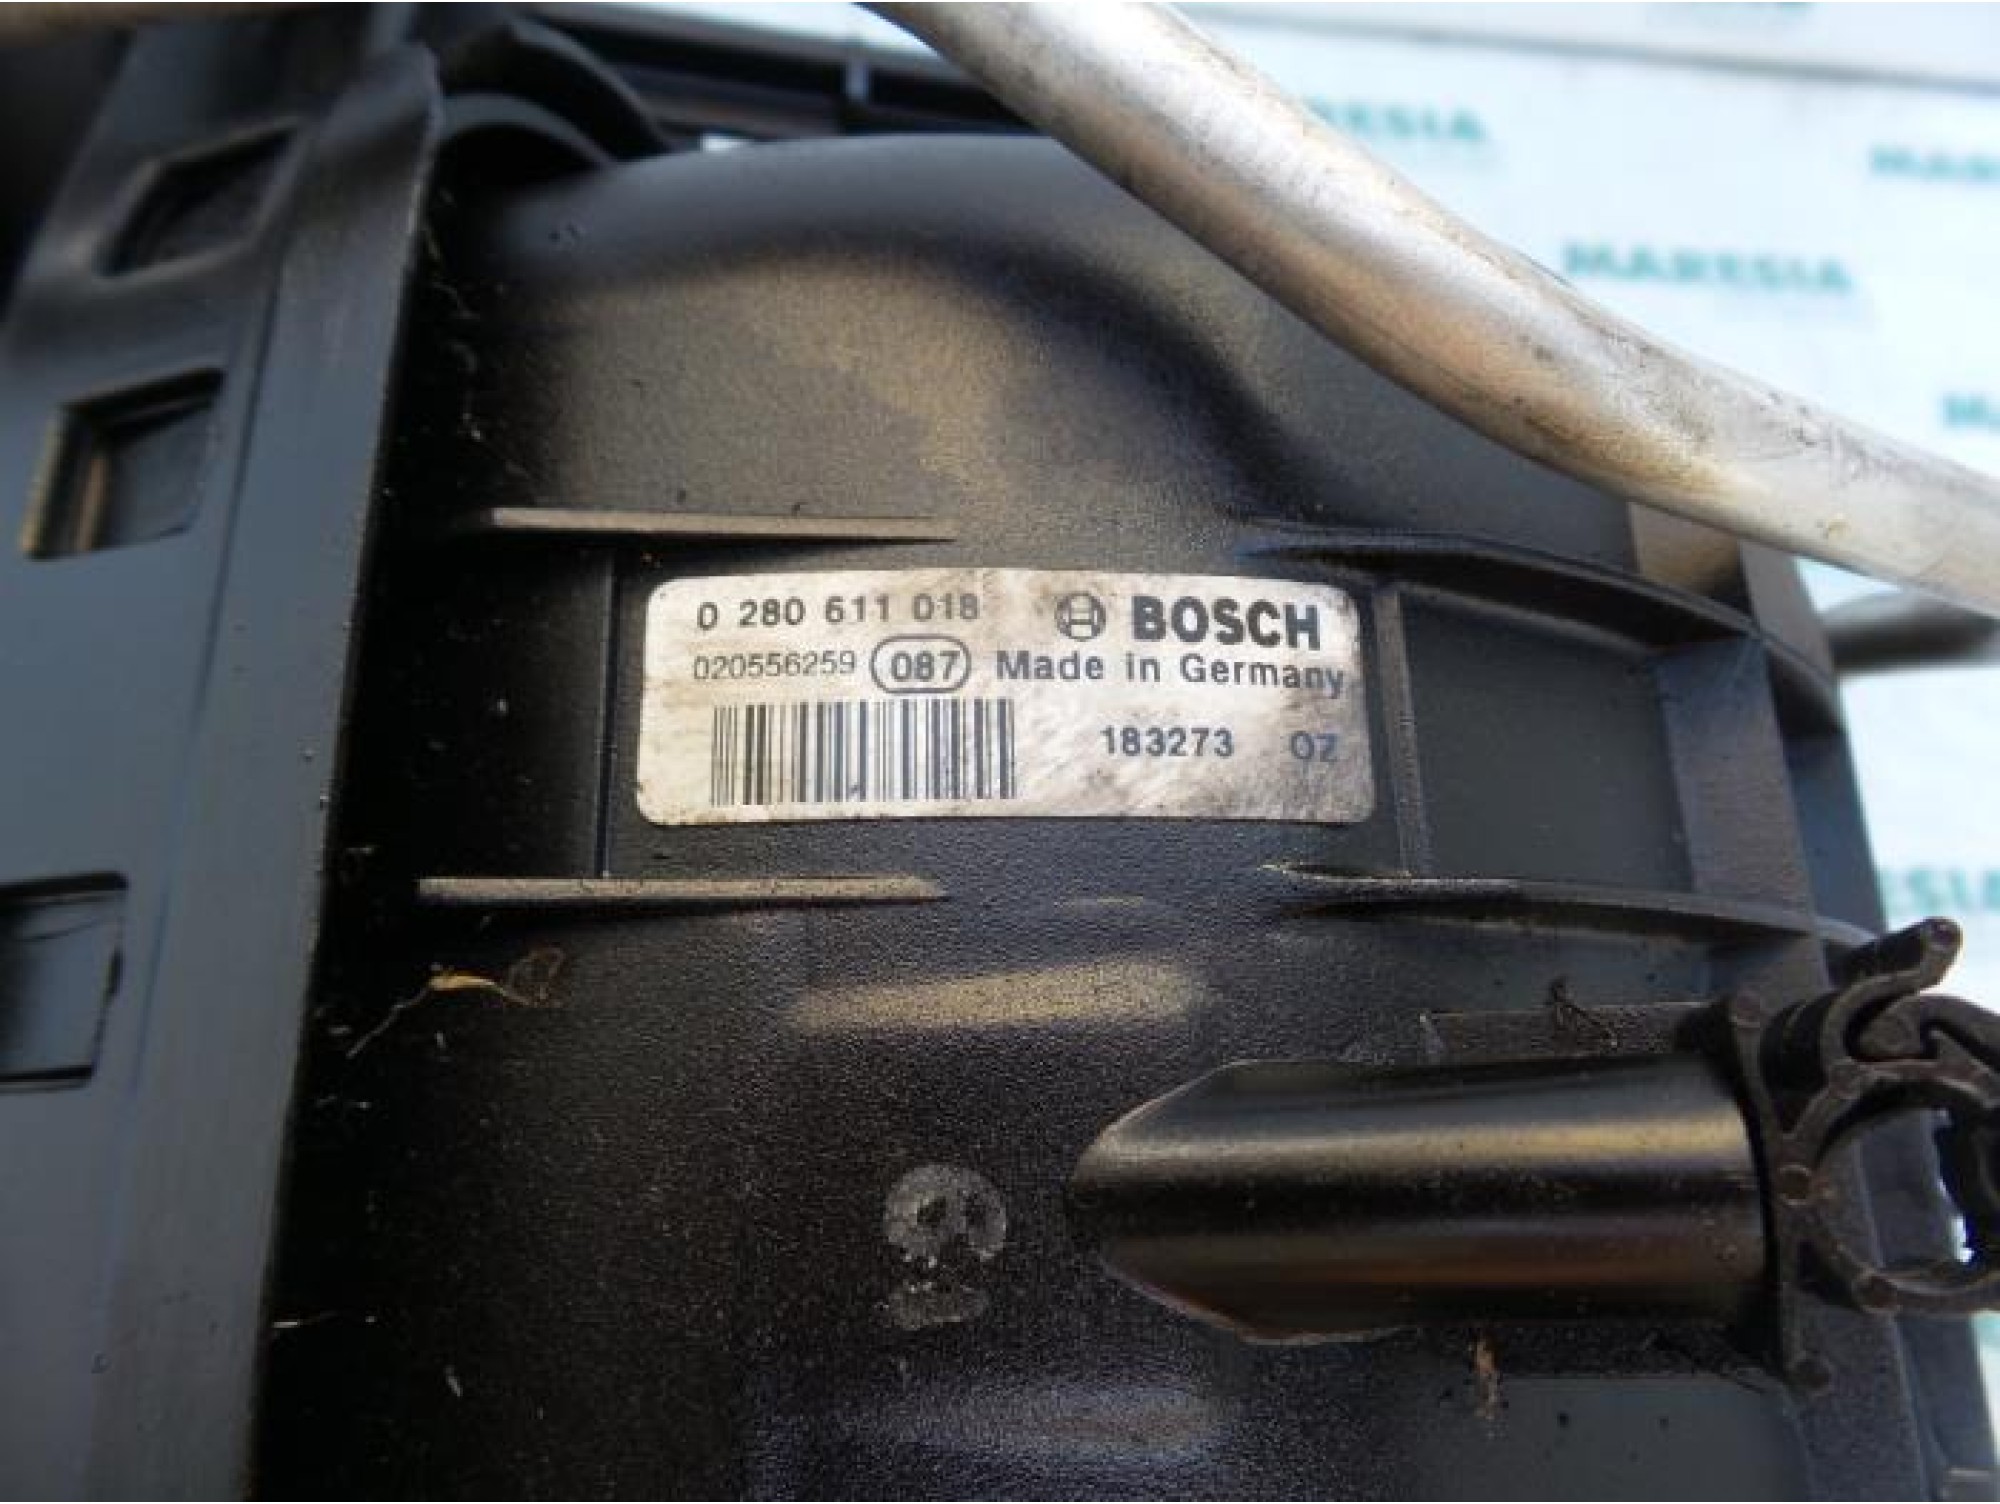 MARESIA
MARESIA
0 280 611 018 BOSCH
020556259 087 Made in Germany
183273 OZ